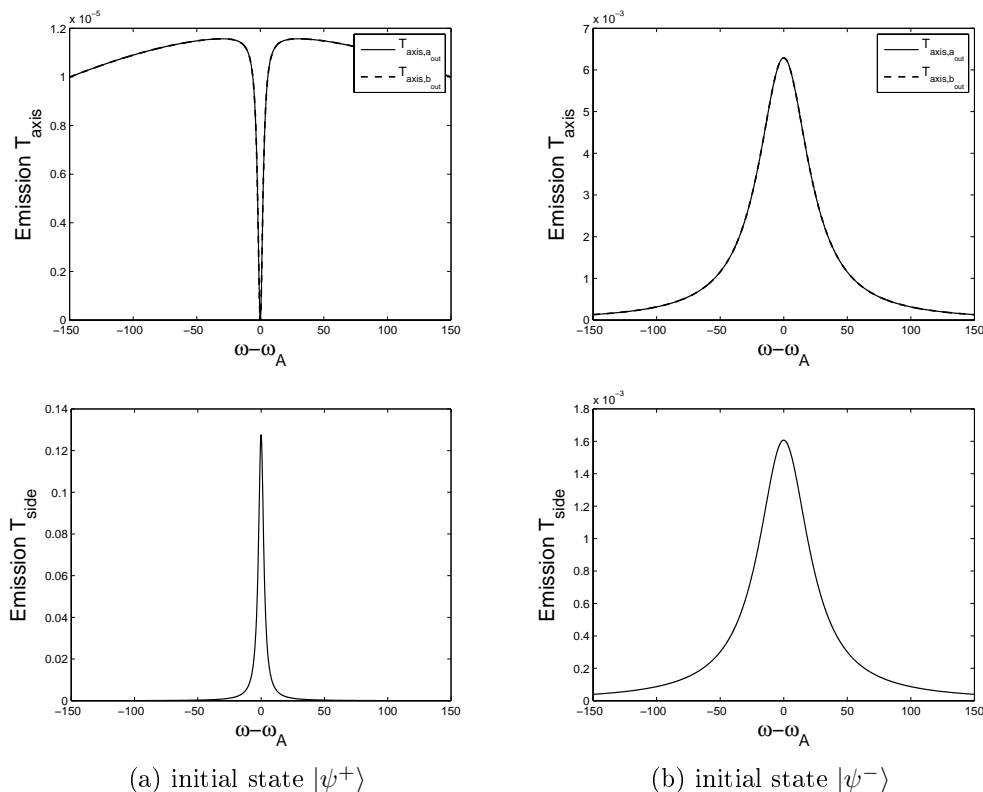 x 10⁻⁵
1.2
1
0.8
0.6
0.4
0.2
0
−150 −100 −50 0 50 100 150
Emission T_axis
ω−ω_A
T_axis,a_out
T_axis,b_out
x 10⁻³
7
6
5
4
3
2
1
0
−150 −100 −50 0 50 100 150
Emission T_axis
ω−ω_A
T_axis,a_out
T_axis,b_out
0.14
0.12
0.1
0.08
0.06
0.04
0.02
0
−150 −100 −50 0 50 100 150
Emission T_side
ω−ω_A
x 10⁻³
1.8
1.6
1.4
1.2
1
0.8
0.6
0.4
0.2
0
−150 −100 −50 0 50 100 150
Emission T_side
ω−ω_A
(a) initial state |ψ⁺⟩
(b) initial state |ψ⁻⟩